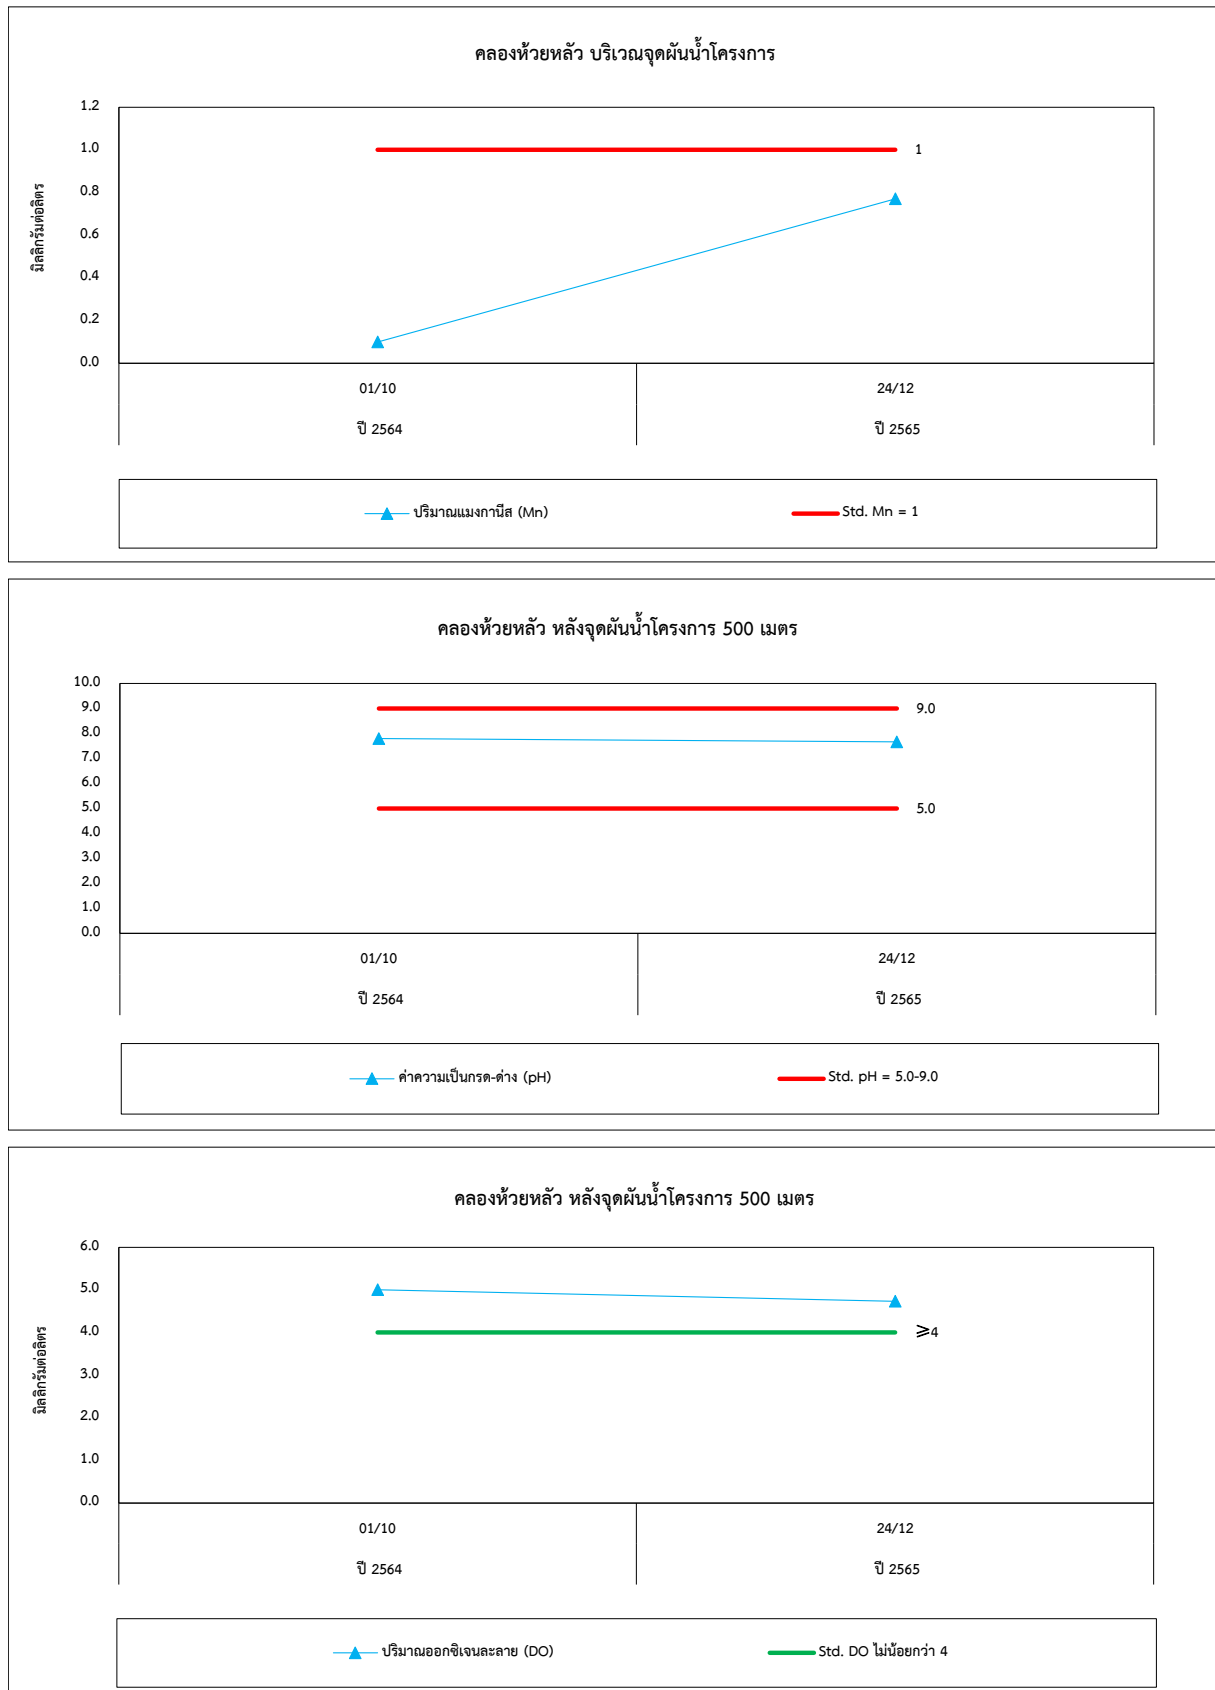 คลองห้วยหลัว บริเวณจุดผันน้ำโครงการ
มิลลิกรัมต่อลิตร
1.2
1.0
0.8
0.6
0.4
0.2
0.0
1
01/10
24/12
ปี 2564
ปี 2565
ปริมาณแมงกานีส (Mn)
Std. Mn = 1
คลองห้วยหลัว หลังจุดผันน้ำโครงการ 500 เมตร
10.0
9.0
8.0
7.0
6.0
5.0
4.0
3.0
2.0
1.0
0.0
9.0
5.0
01/10
24/12
ปี 2564
ปี 2565
ค่าความเป็นกรด-ด่าง (pH)
Std. pH = 5.0-9.0
คลองห้วยหลัว หลังจุดผันน้ำโครงการ 500 เมตร
มิลลิกรัมต่อลิตร
6.0
5.0
4.0
3.0
2.0
1.0
0.0
⩾4
01/10
24/12
ปี 2564
ปี 2565
ปริมาณออกซิเจนละลาย (DO)
Std. DO ไม่น้อยกว่า 4